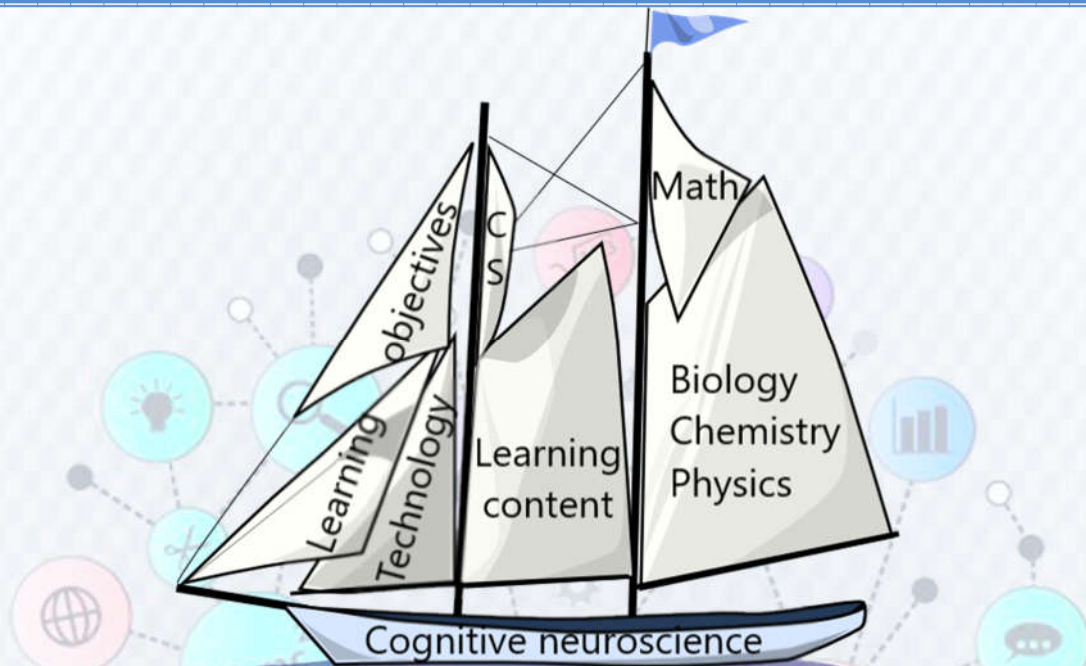 objectives
Learning
Technology
C
S
Learning
content
Math
Biology
Chemistry
Physics
Cognitive neuroscience